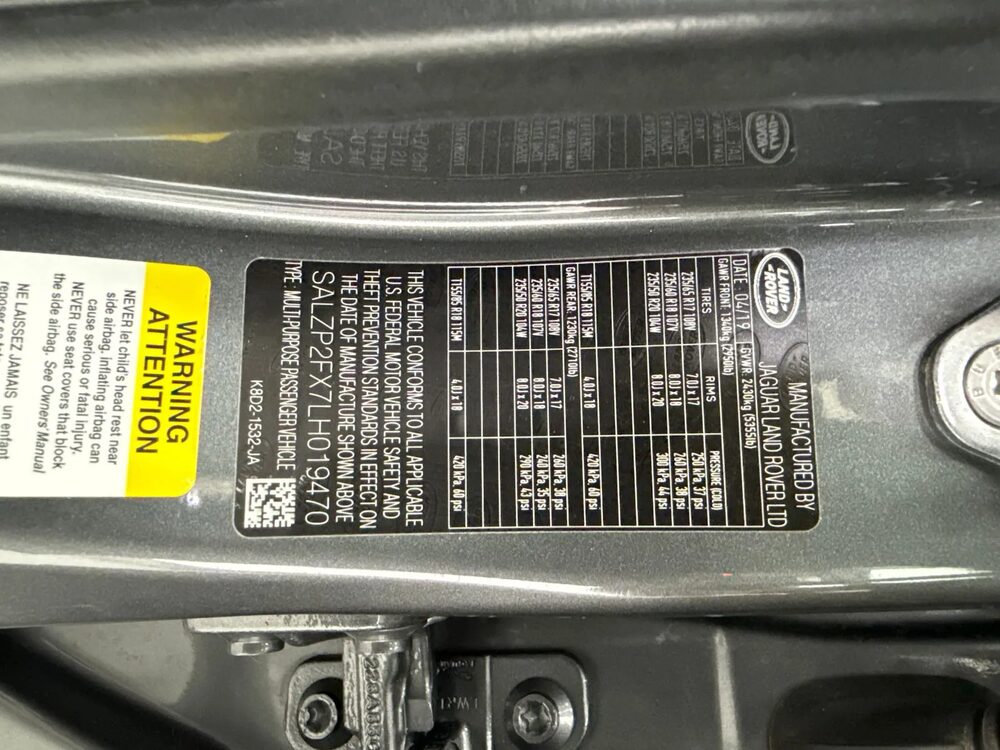 LAND-
ROVER
MANUFACTURED BY
JAGUAR LAND ROVER LTD
DATE 04/19 GVWR: 2430kg (5355lb)
GAWR FRONT: 1340kg (2950lb)
TIRES RIMS PRESSURE (COLD)
225/65 R17 108V 7.0J x 17 250 kPa, 37 psi
235/60 R18 107V 8.0J x 18 260 kPa, 38 psi
235/50 R20 104W 8.0J x 20 300 kPa, 44 psi
T155/85 R18 115M 4.0J x 18 420 kPa, 60 psi
GAWR REAR: 1230kg (2710lb)
225/65 R17 108V 7.0J x 17 260 kPa, 38 psi
235/60 R18 107V 8.0J x 18 240 kPa, 35 psi
235/50 R20 104W 8.0J x 20 290 kPa, 43 psi
T155/85 R18 115M 4.0J x 18 420 kPa, 60 psi
THIS VEHICLE CONFORMS TO ALL APPLICABLE
U.S. FEDERAL MOTOR VEHICLE SAFETY AND
THEFT PREVENTION STANDARDS IN EFFECT ON
THE DATE OF MANUFACTURE SHOWN ABOVE
SALZP2FX7LH019470
TYPE: MULTI-PURPOSE PASSENGER VEHICLE
K8D2-1532-JA
WARNING
ATTENTION
NEVER let child's head rest near
side airbag. Inflating airbag can
cause serious or fatal injury.
NEVER use seat covers that block
the side airbag. See Owners' Manual
NE LAISSEZ JAMAIS un enfant